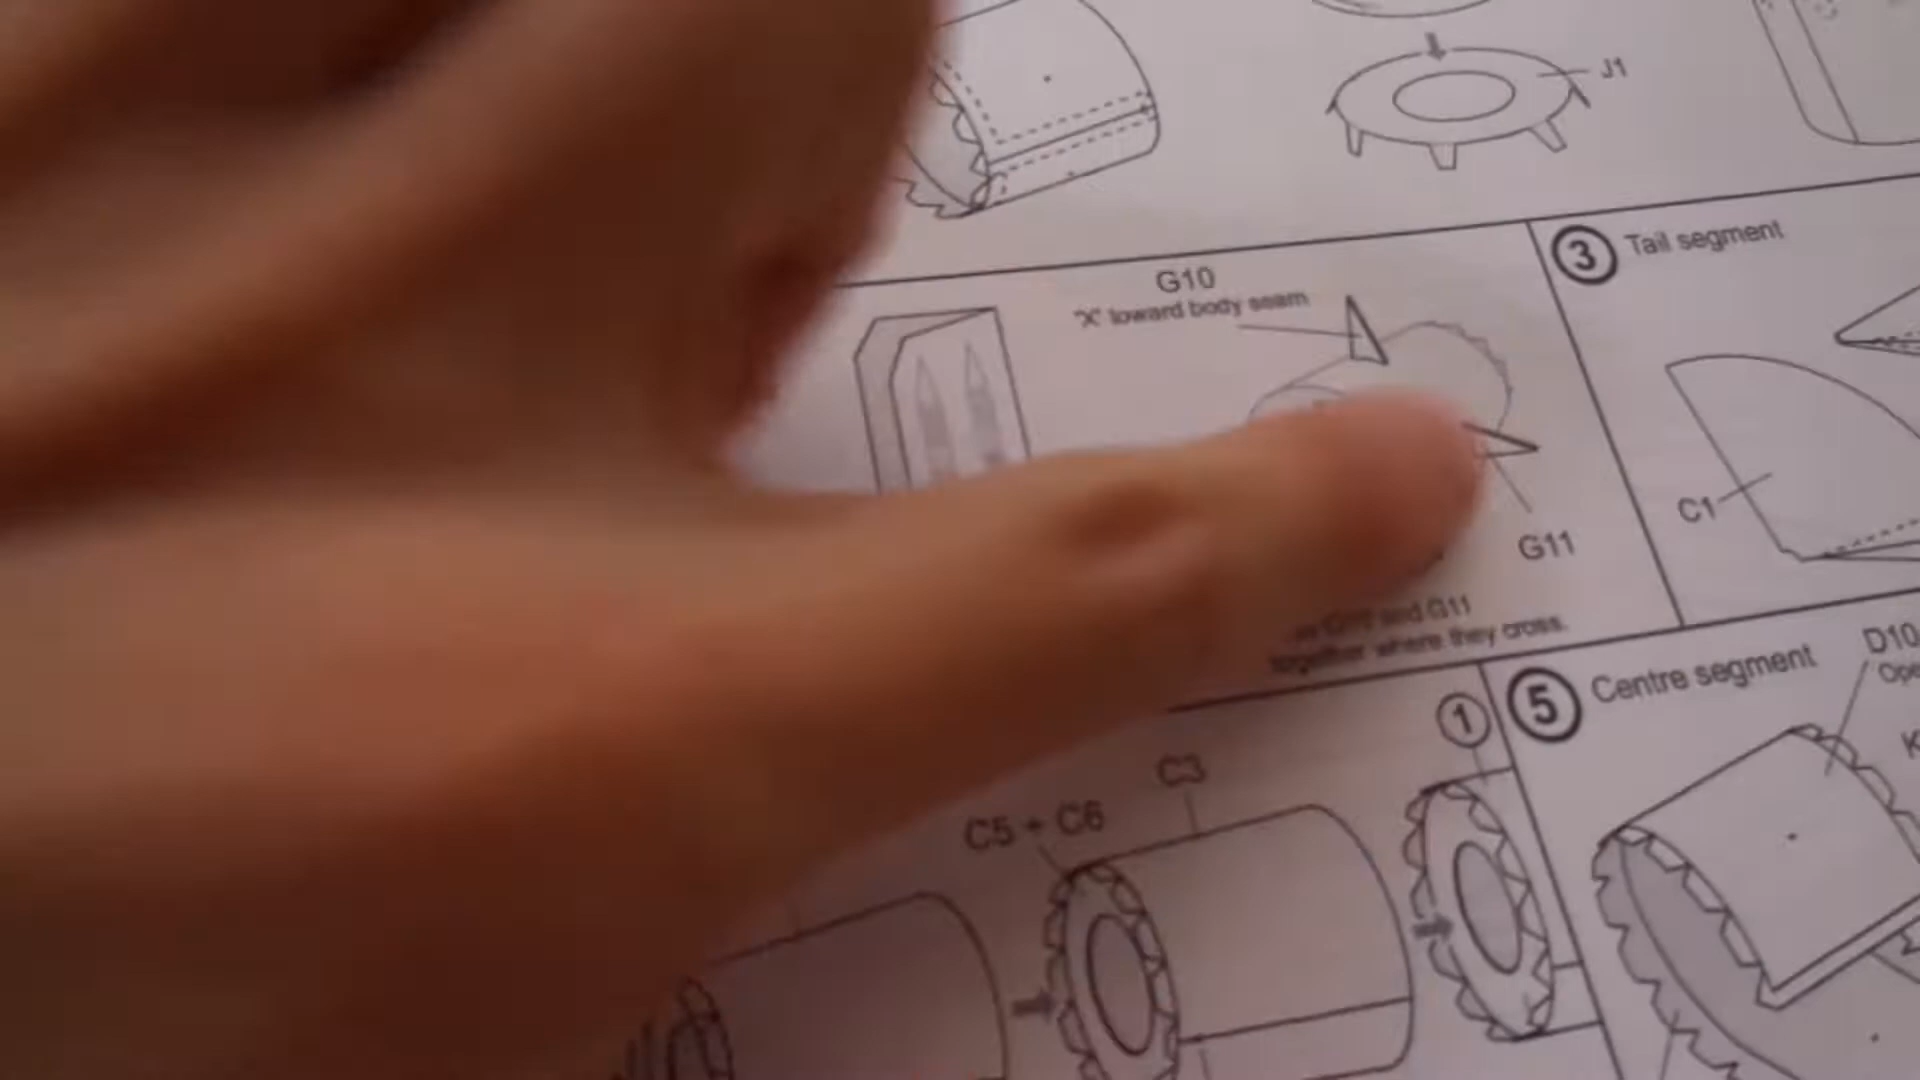 J1
G10
"X" toward body seam
3 Tail segment
C1
G11
and G11
together where they cross.
1
5 Centre segment
D10
C3
C5 + C6